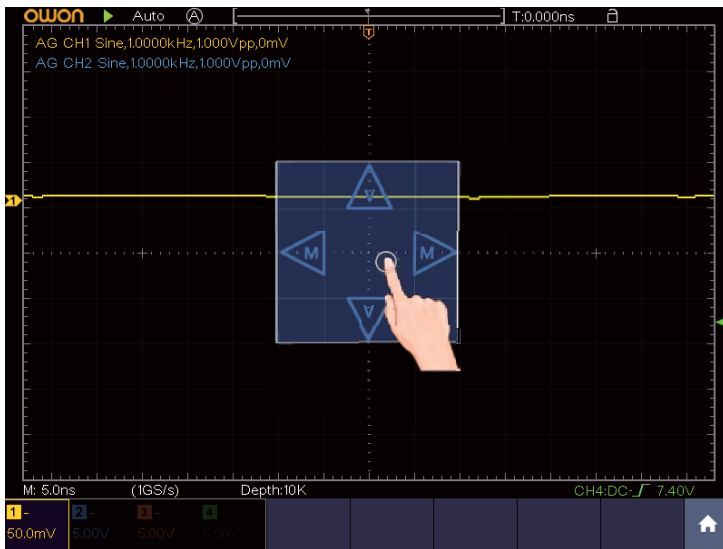 OWON Auto A T:0.000ns
T
AG CH1 Sine,1.0000kHz,1.000Vpp,0mV
AG CH2 Sine,1.0000kHz,1.000Vpp,0mV
A
1
M M
V
M: 5.0ns (1GS/s) Depth:10K CH4:DC- 7.40V
1 - 2 - 3 - 4 -
50.0mV 5.00V 5.00V 5.00V